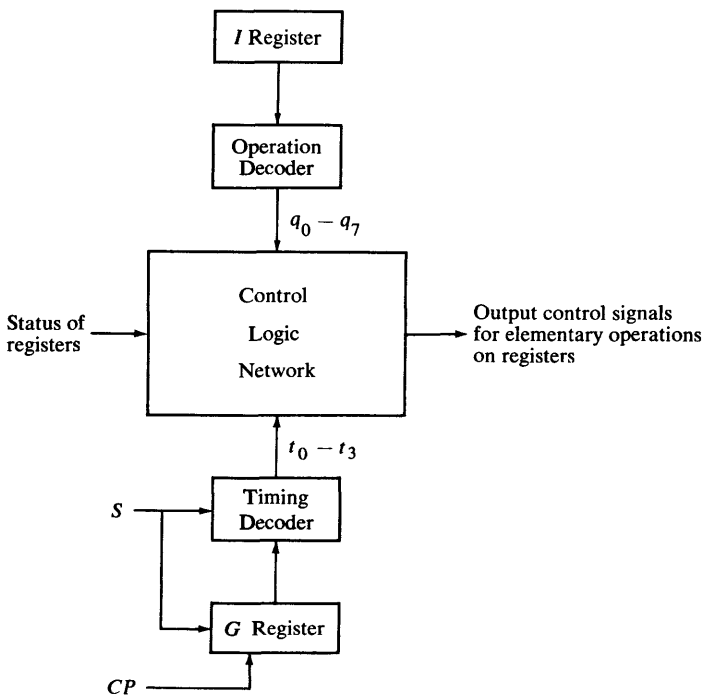 I Register
Operation
Decoder
q₀ – q₇
Control
Logic
Network
Status of
registers
Output control signals
for elementary operations
on registers
t₀ – t₃
Timing
Decoder
S
G Register
CP